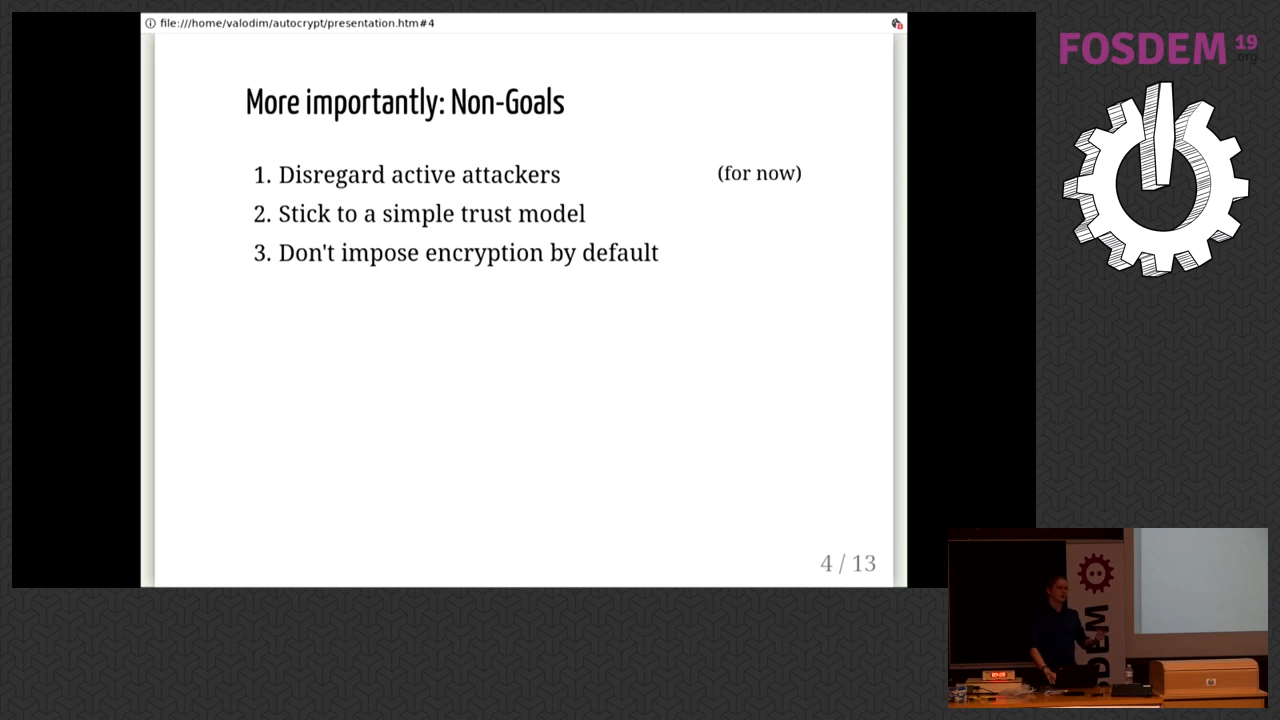 file:///home/valodim/autocrypt/presentation.htm#4
FOSDEM 19
.org
More importantly: Non-Goals
1. Disregard active attackers (for now)
2. Stick to a simple trust model
3. Don't impose encryption by default
4 / 13
DEM